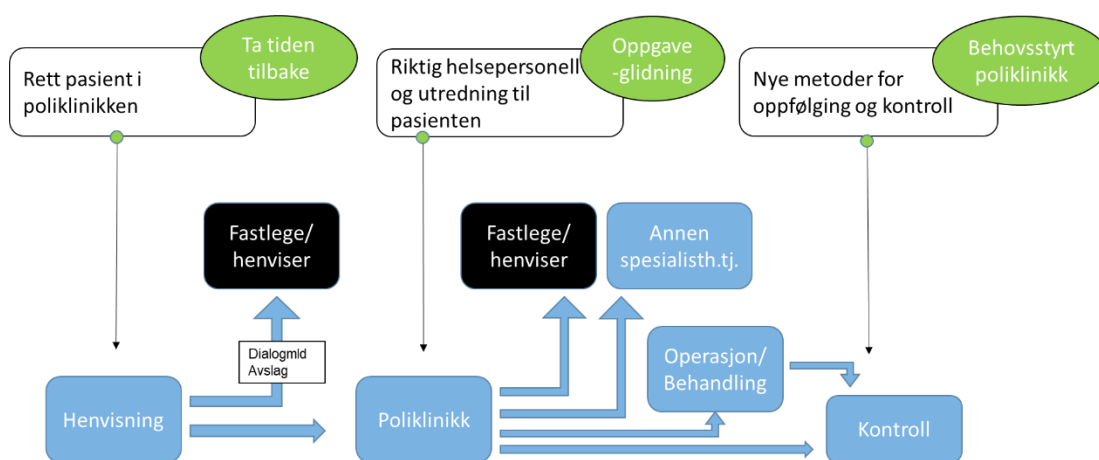 Ta tiden
tilbake
Rett pasient i
poliklinikken
Oppgave
-glidning
Riktig helsepersonell
og utredning til
pasienten
Behovsstyrt
poliklinikk
Nye metoder for
oppfølging og kontroll
Fastlege/
henviser
Fastlege/
henviser
Annen
spesialisth.tj.
Dialogmld
Avslag
Operasjon/
Behandling
Henvisning
Poliklinikk
Kontroll